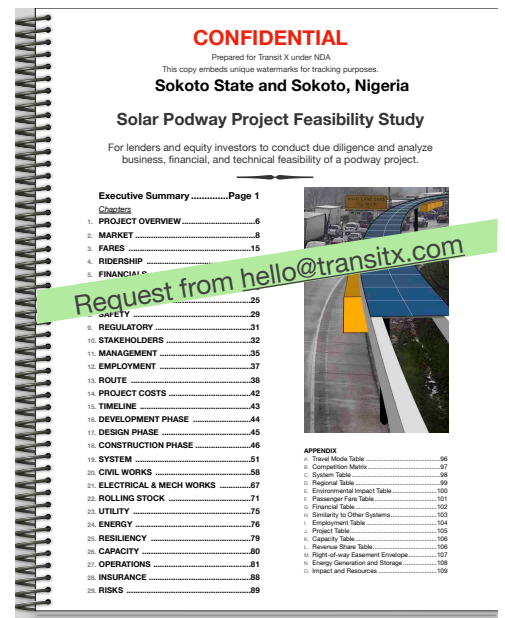 CONFIDENTIAL
Prepared for Transit X under NDA
This copy embeds unique watermarks for tracking purposes.
Sokoto State and Sokoto, Nigeria
Solar Podway Project Feasibility Study
For lenders and equity investors to conduct due diligence and analyze
business, financial, and technical feasibility of a podway project.
Executive Summary ..............Page 1
Chapters
1. PROJECT OVERVIEW ....................................6
2. MARKET ....................................8
3. FARES ....................................15
4. RIDERSHIP
5. FINANCIALS
Request from hello@transitx.com
25
8. SAFETY ....................................29
9. REGULATORY ....................................31
10. STAKEHOLDERS ....................................32
11. MANAGEMENT ....................................35
12. EMPLOYMENT ....................................37
13. ROUTE ....................................38
14. PROJECT COSTS ....................................42
15. TIMELINE ....................................43
16. DEVELOPMENT PHASE ....................................44
17. DESIGN PHASE ....................................45
18. CONSTRUCTION PHASE ....................................46
19. SYSTEM ....................................51
20. CIVIL WORKS ....................................58
21. ELECTRICAL & MECH WORKS ....................................67
22. ROLLING STOCK ....................................71
23. UTILITY ....................................75
24. ENERGY ....................................76
25. RESILIENCY ....................................79
26. CAPACITY ....................................80
27. OPERATIONS ....................................81
28. INSURANCE ....................................88
29. RISKS ....................................89
APPENDIX
A. Travel Mode Table ....................................96
B. Competition Matrix ....................................97
C. System Table ....................................98
D. Regional Table ....................................99
E. Environmental Impact Table ....................................100
F. Passenger Fare Table ....................................101
G. Financial Table ....................................102
H. Similarity to Other Systems ....................................103
I. Employment Table ....................................104
J. Project Table ....................................105
K. Capacity Table ....................................106
L. Revenue Share Table ....................................106
M. Right-of-way Easement Envelope ....................................107
N. Energy Generation and Storage ....................................108
O. Impact and Resources ....................................109